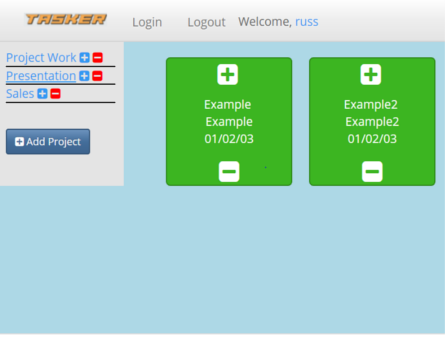 TASKER
Login Logout Welcome, russ
Project Work
Presentation
Sales
Add Project
Example
Example
01/02/03
Example2
Example2
01/02/03